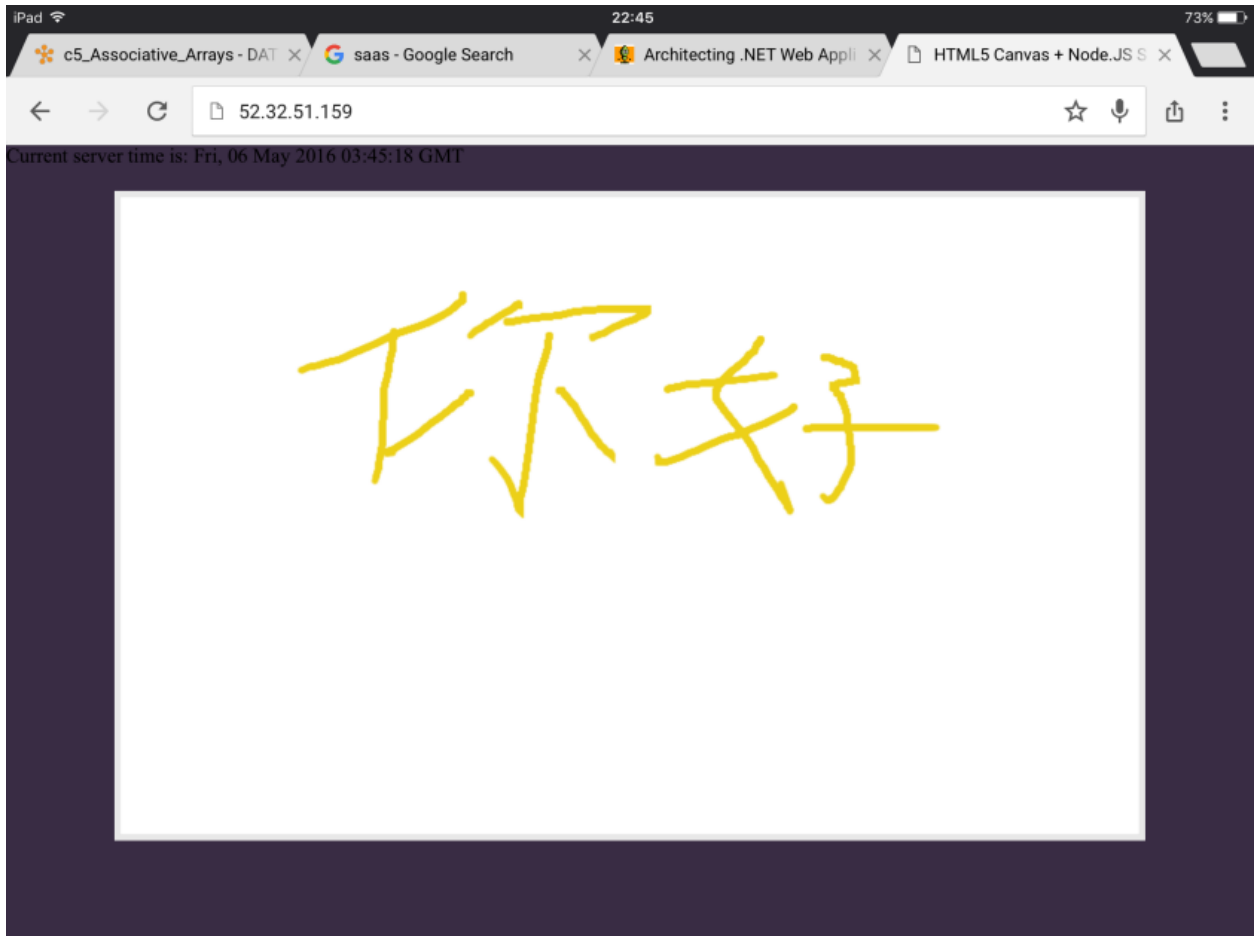 iPad 22:45 73%
c5_Associative_Arrays - DAT saas - Google Search Architecting .NET Web Appli HTML5 Canvas + Node.JS S
52.32.51.159
Current server time is: Fri, 06 May 2016 03:45:18 GMT
你好